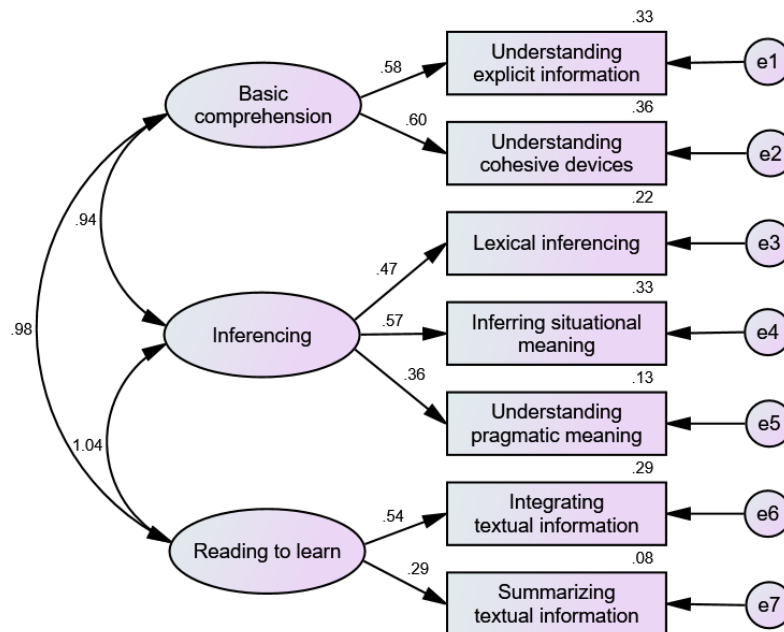 .33
Understanding
explicit information
e1
.58
Basic
comprehension
.36
.60
Understanding
cohesive devices
e2
.22
.94
Lexical inferencing
e3
.47
.33
.98
Inferencing
.57
Inferring situational
meaning
e4
.36
.13
Understanding
pragmatic meaning
e5
1.04
.29
Integrating
textual information
e6
.54
Reading to learn
.29
.08
Summarizing
textual information
e7